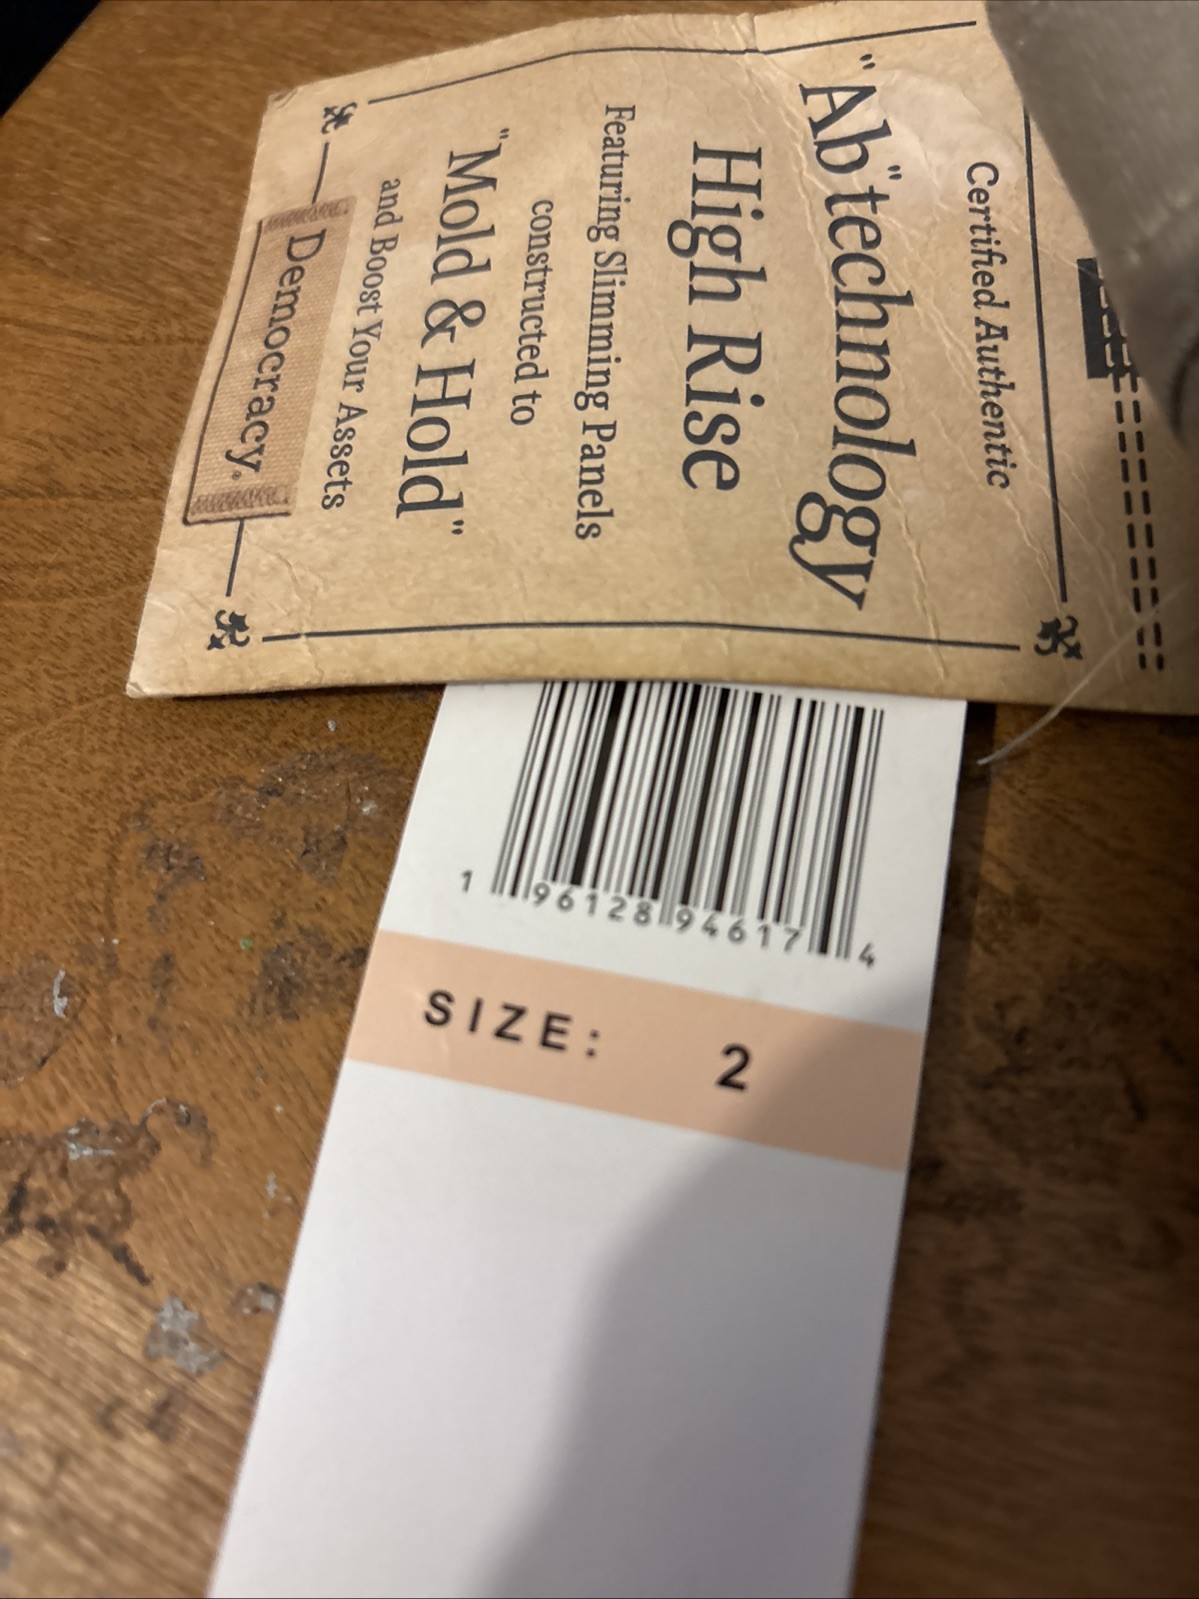 Certified Authentic
"Ab"technology
High Rise
Featuring Slimming Panels
constructed to
"Mold & Hold"
and Boost Your Assets
Democracy.
1 96128 94617 4
SIZE: 2